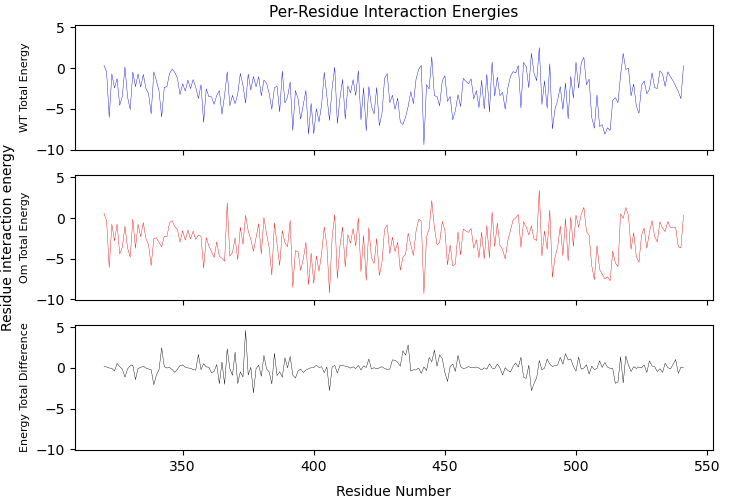 Per-Residue Interaction Energies
Residue interaction energy
WT Total Energy
5
0
−5
−10
Om Total Energy
5
0
−5
−10
Energy Total Difference
5
0
−5
−10
350
400
450
500
550
Residue Number